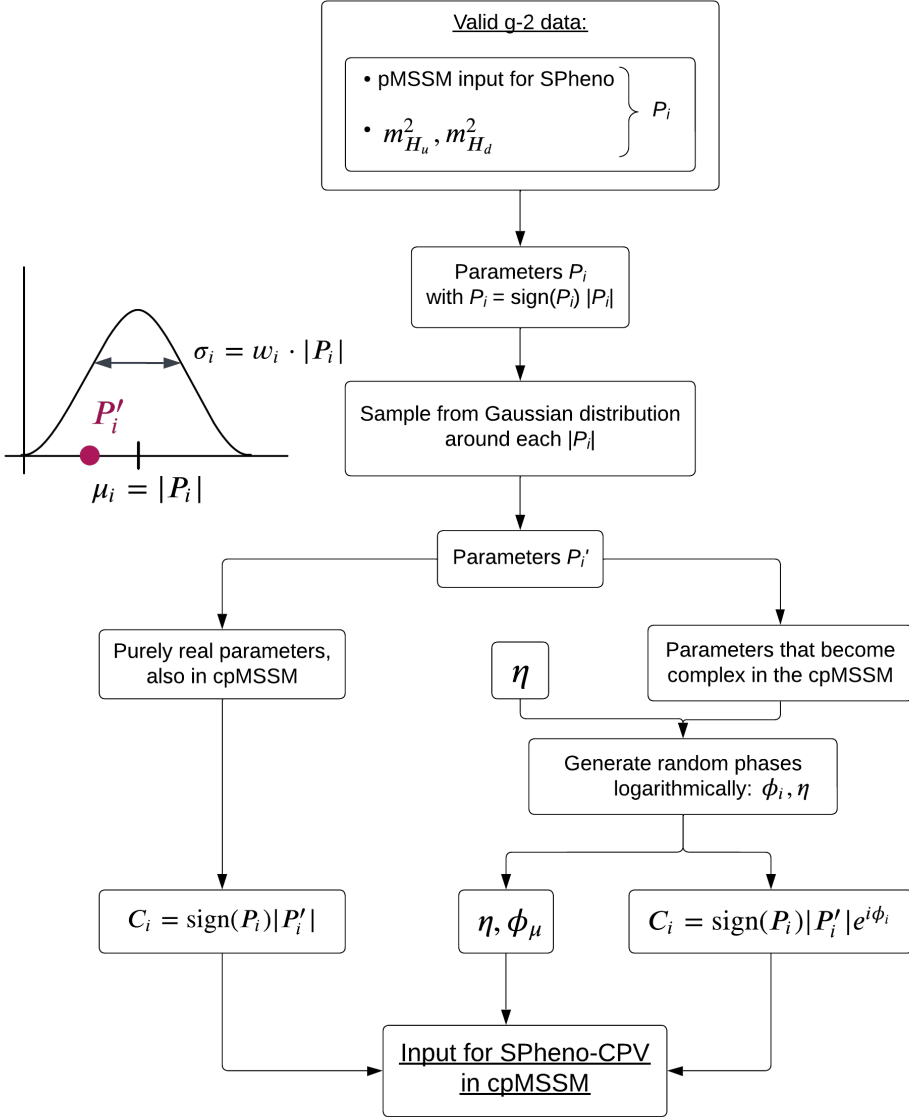 Valid g-2 data:
• pMSSM input for SPheno
• m²_{H_u}, m²_{H_d}
P_i
Parameters P_i
with P_i = sign(P_i) |P_i|
σ_i = w_i · |P_i|
P′_i
μ_i = |P_i|
Sample from Gaussian distribution
around each |P_i|
Parameters P_i'
Purely real parameters,
also in cpMSSM
η
Parameters that become
complex in the cpMSSM
Generate random phases
logarithmically: ϕ_i, η
C_i = sign(P_i)|P′_i|
η, ϕ_μ
C_i = sign(P_i)|P′_i|e^{iϕ_i}
Input for SPheno-CPV
in cpMSSM